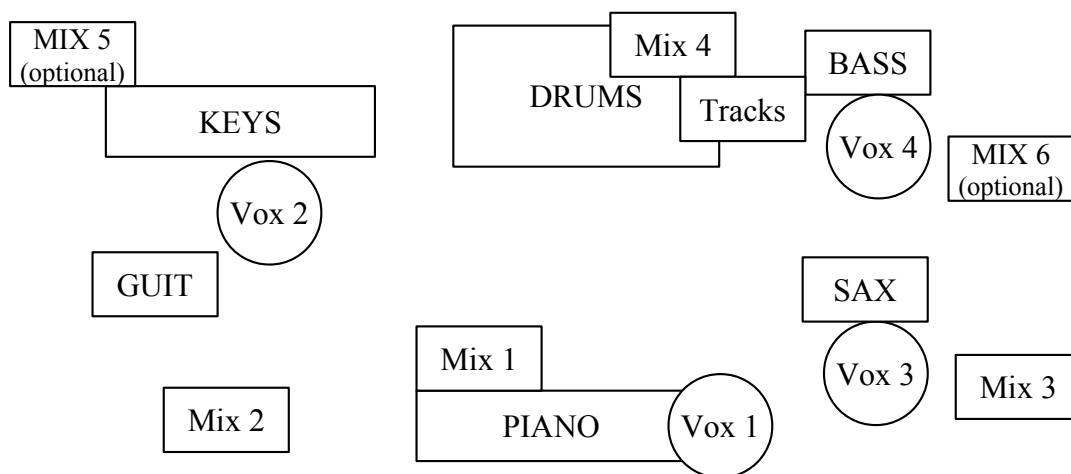 MIX 5
(optional)
KEYS
Vox 2
GUIT
Mix 2
Mix 4
DRUMS
Tracks
BASS
Vox 4
MIX 6
(optional)
Mix 1
PIANO
Vox 1
SAX
Vox 3
Mix 3